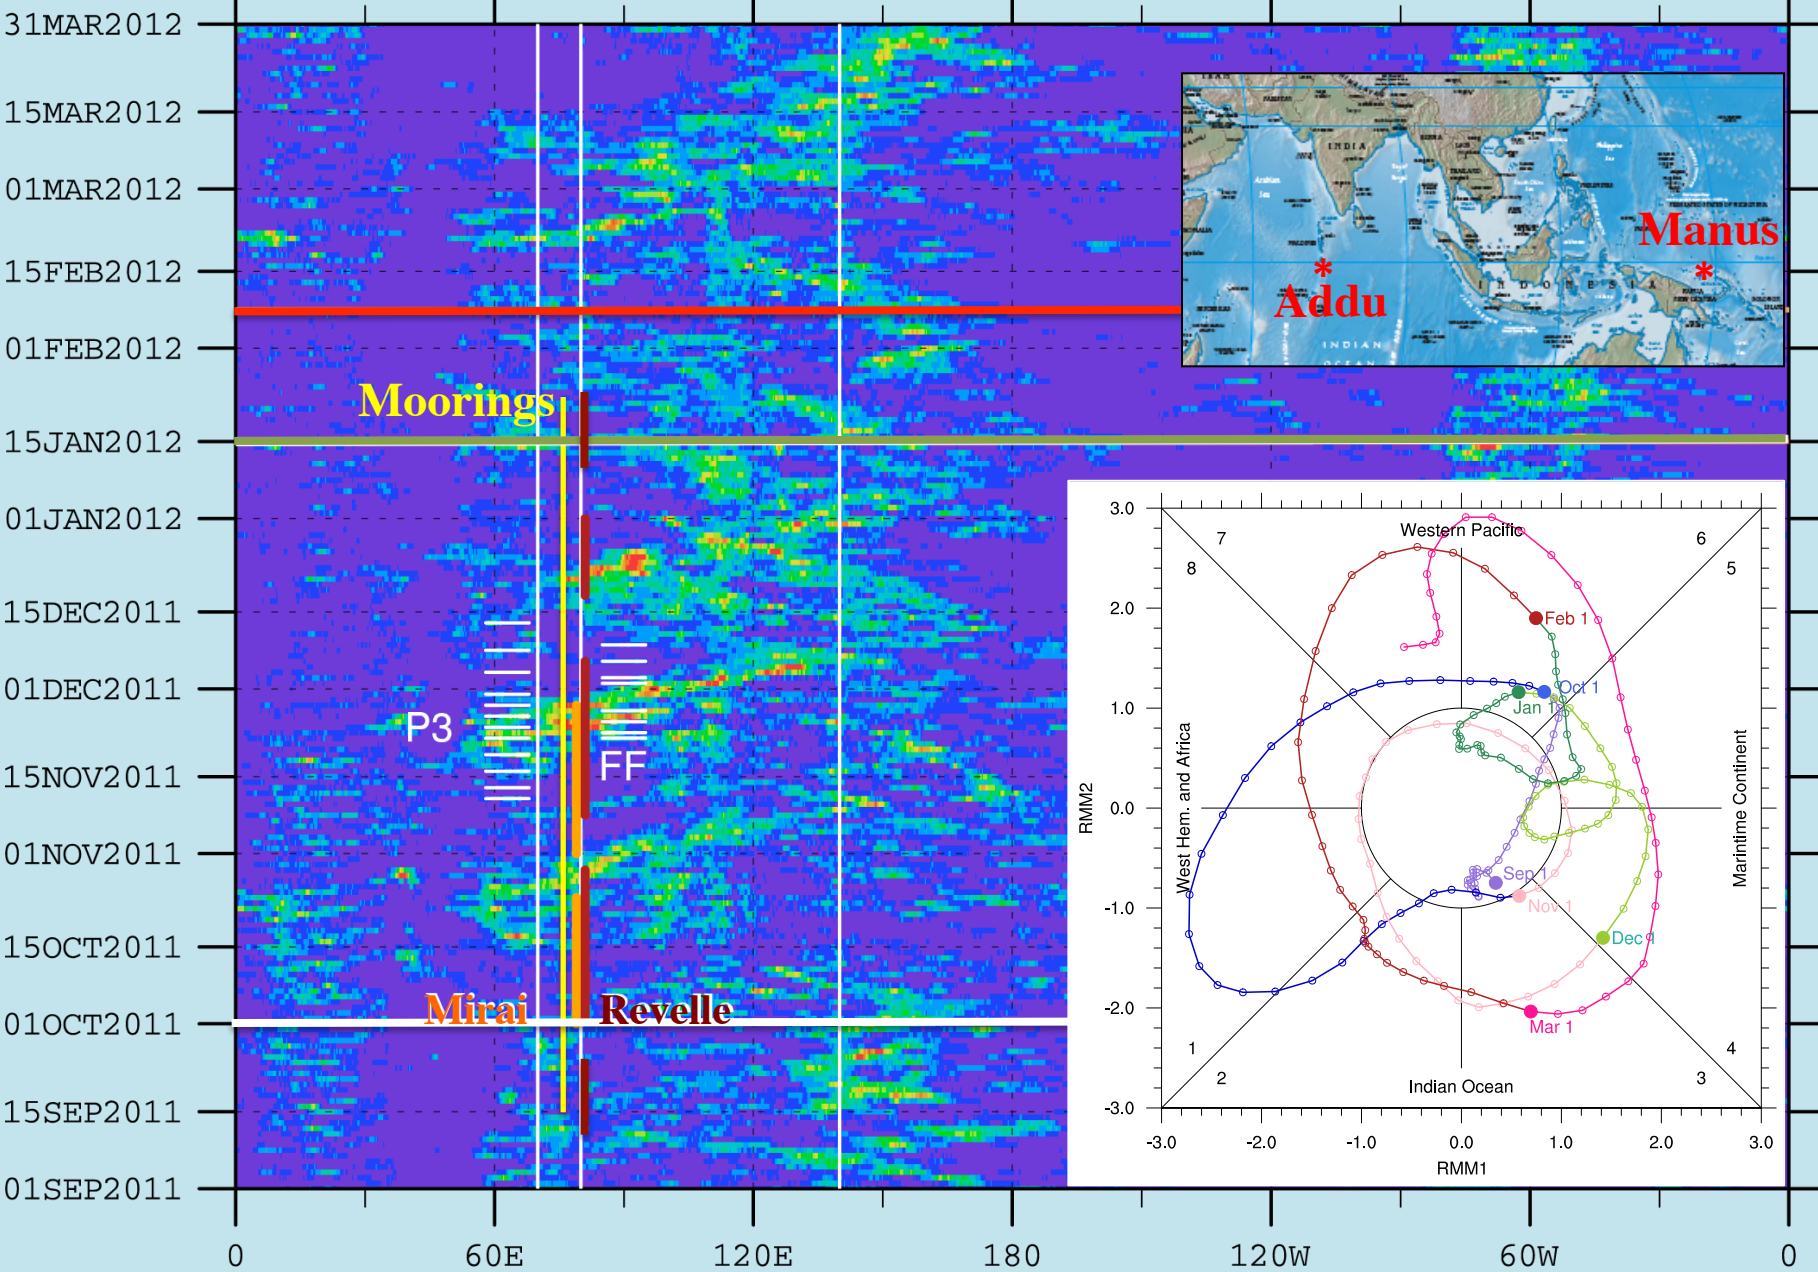 31MAR2012
15MAR2012
01MAR2012
15FEB2012
01FEB2012
15JAN2012
01JAN2012
15DEC2011
01DEC2011
15NOV2011
01NOV2011
15OCT2011
01OCT2011
15SEP2011
01SEP2011
0 60E 120E 180 120W 60W 0
Moorings
P3
FF
Mirai Revelle
INDIA
Arabian
Sea
Manus
*
*
Addu
INDONESIA
INDIAN
OCEAN
3.0
2.0
1.0
0.0
-1.0
-2.0
-3.0
RMM2
-3.0 -2.0 -1.0 0.0 1.0 2.0 3.0
RMM1
Western Pacific
West Hem. and Africa
Marintime Continent
Indian Ocean
7 6
8 5
1 4
2 3
Feb 1
Oct 1
Jan 1
Sep 1
Nov 1
Dec 1
Mar 1